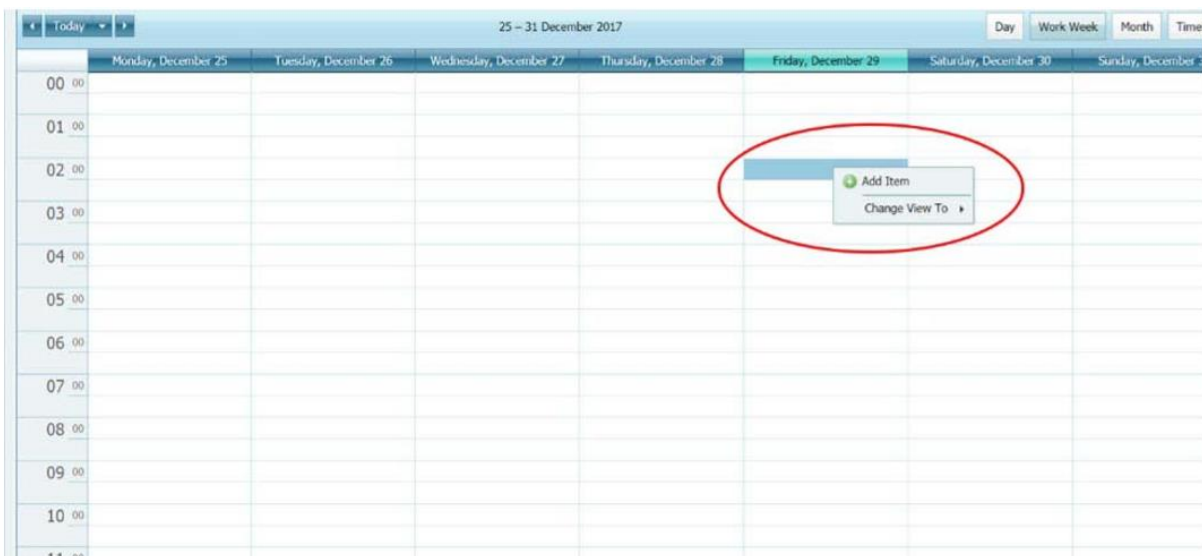 Today
25 – 31 December 2017
Day Work Week Month Time
Monday, December 25 Tuesday, December 26 Wednesday, December 27 Thursday, December 28 Friday, December 29 Saturday, December 30 Sunday, December
00 00
01 00
02 00
Add Item
03 00
Change View To
04 00
05 00
06 00
07 00
08 00
09 00
10 00